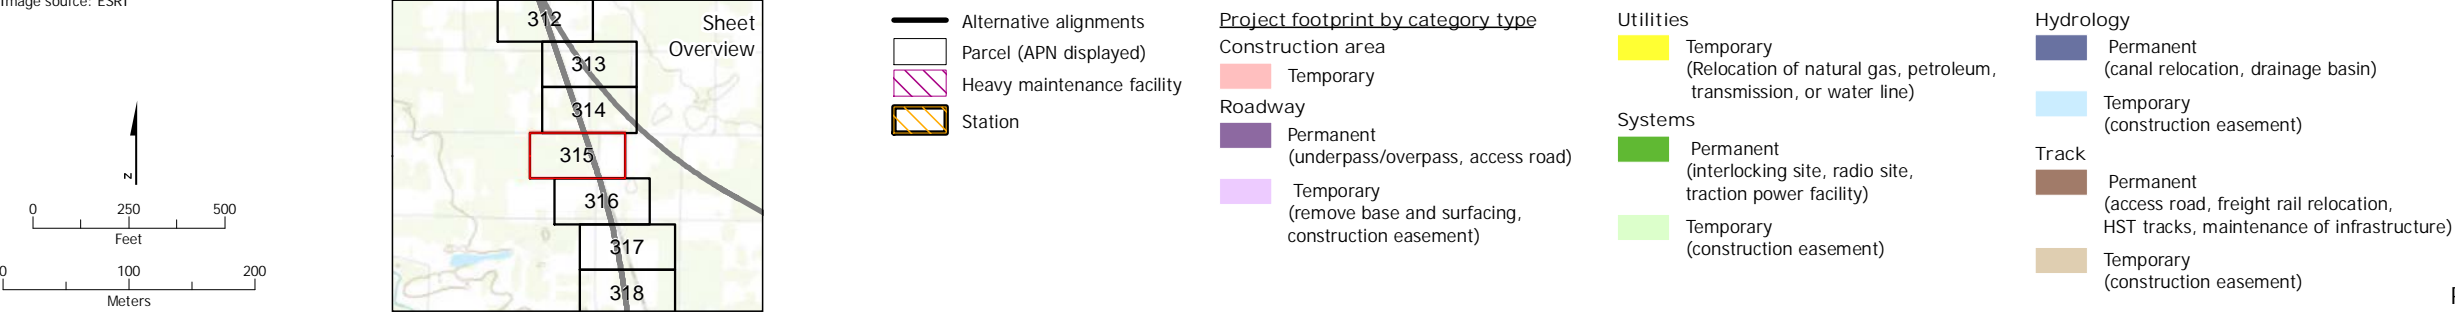 Image source: ESRI
N
0 250 500
Feet
0 100 200
Meters
Sheet
Overview
312
313
314
315
316
317
318
Alternative alignments
Parcel (APN displayed)
Heavy maintenance facility
Station
Project footprint by category type
Construction area
Temporary
Roadway
Permanent
(underpass/overpass, access road)
Temporary
(remove base and surfacing,
construction easement)
Utilities
Temporary
(Relocation of natural gas, petroleum,
transmission, or water line)
Systems
Permanent
(interlocking site, radio site,
traction power facility)
Temporary
(construction easement)
Hydrology
Permanent
(canal relocation, drainage basin)
Temporary
(construction easement)
Track
Permanent
(access road, freight rail relocation,
HST tracks, maintenance of infrastructure)
Temporary
(construction easement)